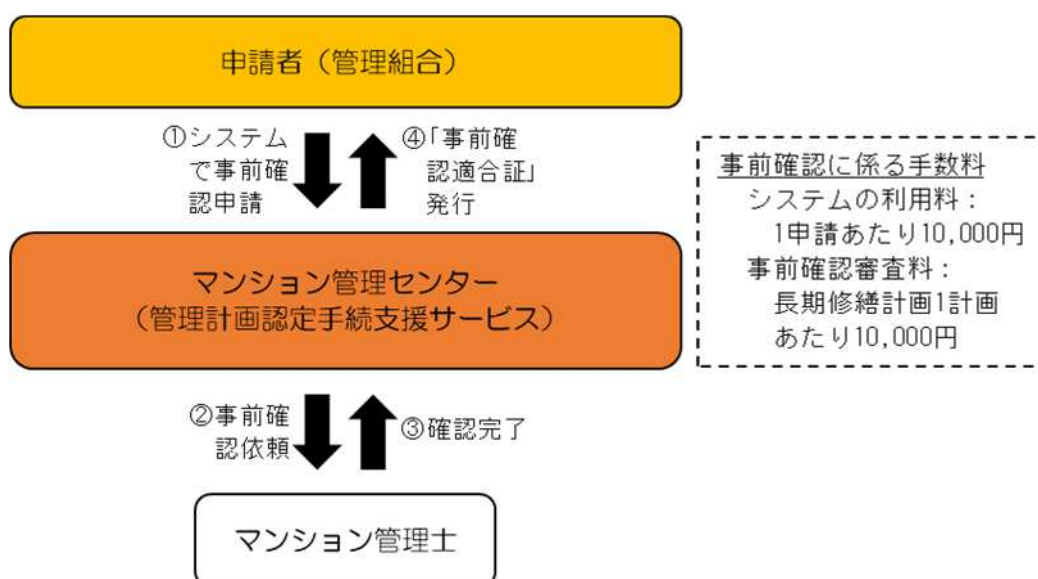 申請者（管理組合）
①システム
で事前確
認申請
④「事前確
認適合証」
発行
事前確認に係る手数料
システムの利用料：
1申請あたり10,000円
事前確認審査料：
長期修繕計画1計画
あたり10,000円
マンション管理センター
（管理計画認定手続支援サービス）
②事前確
認依頼
③確認完了
マンション管理士